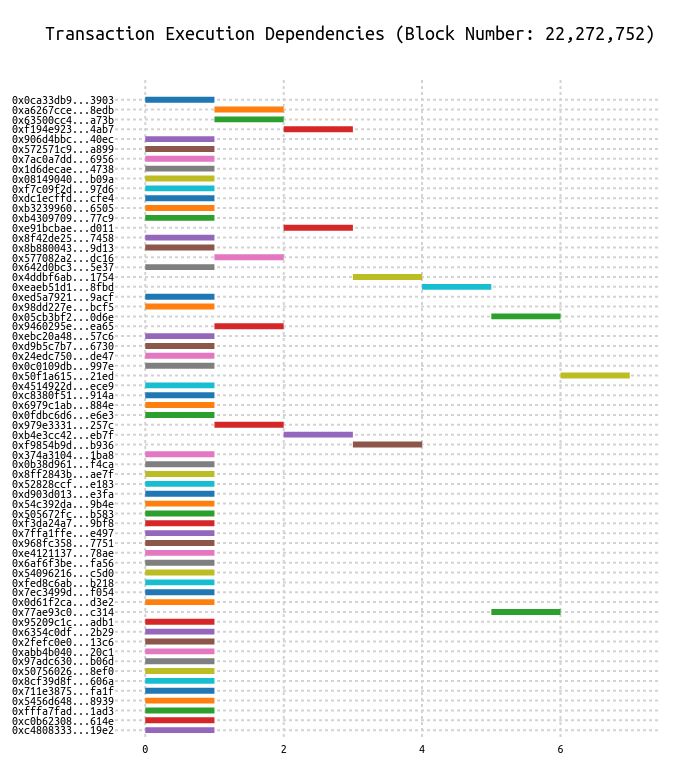 Transaction Execution Dependencies (Block Number: 22,272,752)
0x0ca33db9...3903
0xa6267cce...8edb
0x63500cc4...a73b
0xf194e923...4ab7
0x906d4bbc...40ec
0x572571c9...a899
0x7ac0a7dd...6956
0x1d6decae...4738
0x08149040...b09a
0xf7c09f2d...97d6
0xdc1ecffd...cfe4
0xb3239960...6505
0xb4309709...77c9
0xe91bcbae...d011
0x8f42de25...7458
0x8b880043...9d13
0x577082a2...dc16
0x642d0bc3...5e37
0x4ddbf6ab...1754
0xeaeb51d1...8fbd
0xed5a7921...9acf
0x98dd227e...bcf5
0x05cb3bf2...0d6e
0x9460295e...ea65
0xebc20a48...57c6
0xd9b5c7b7...6730
0x24edc750...de47
0x0c0109db...997e
0x50f1a615...21ed
0x4514922d...ece9
0xc8380f51...914a
0x6979c1ab...884e
0x0fdbc6d6...e6e3
0x979e3331...257c
0xb4e3cc42...eb7f
0xf9854b9d...b936
0x374a3104...1ba8
0x0b38d961...f4ca
0x8ff2843b...ae7f
0x52828ccf...e183
0xd903d013...e3fa
0x54c392da...9b4e
0x505672fc...b583
0xf3da24a7...9bf8
0x7ffa1ffe...e497
0x968fc358...7751
0xe4121137...78ae
0x6af6f3be...fa56
0x54096216...c5d0
0xfed8c6ab...b218
0x7ec3499d...f054
0x0d61f2ca...d3e2
0x77ae93c0...c314
0x95209c1c...adb1
0x6354c0df...2b29
0x2fefc0e0...13c6
0xabb4b040...20c1
0x97adc630...b06d
0x50756026...8ef0
0x8cf39d8f...606a
0x711e3875...fa1f
0x5456d648...8939
0xfffa7fad...1ad3
0xc0b62308...614e
0xc4808333...19e2
0 2 4 6